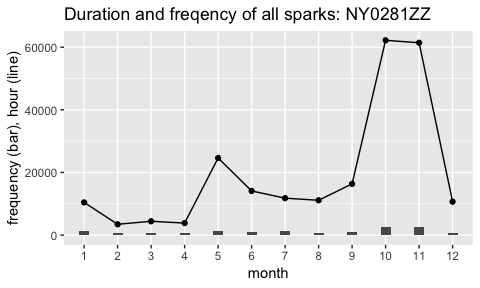 Duration and freqency of all sparks: NY0281ZZ
frequency (bar), hour (line)
60000
40000
20000
0
1 2 3 4 5 6 7 8 9 10 11 12
month